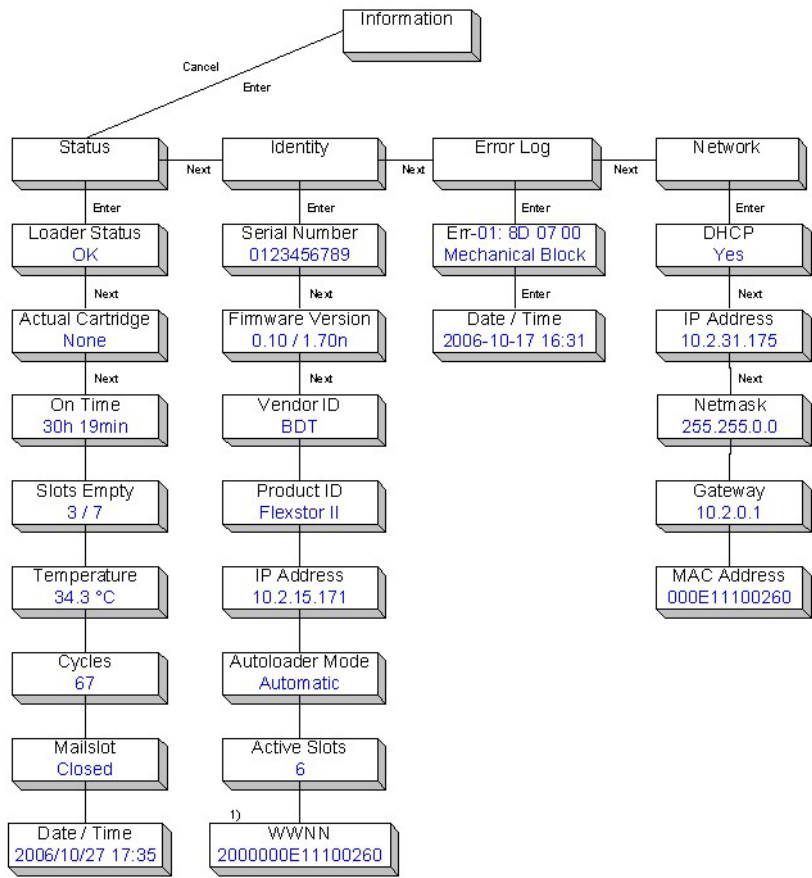 Information
Cancel
Enter
Status
Next
Identity
Next
Error Log
Next
Network
Enter
Loader Status
OK
Next
Actual Cartridge
None
Next
On Time
30h 19min
Slots Empty
3 / 7
Temperature
34.3 °C
Cycles
67
Mailslot
Closed
Date / Time
2006/10/27 17:35
Enter
Serial Number
0123456789
Next
Firmware Version
0.10 / 1.70n
Next
Vendor ID
BDT
Product ID
Flexstor II
IP Address
10.2.15.171
Autoloader Mode
Automatic
Active Slots
6
1)
WWNN
2000000E11100260
Enter
Err-01: 8D 07 00
Mechanical Block
Enter
Date / Time
2006-10-17 16:31
Enter
DHCP
Yes
Next
IP Address
10.2.31.175
Next
Netmask
255.255.0.0
Gateway
10.2.0.1
MAC Address
000E11100260